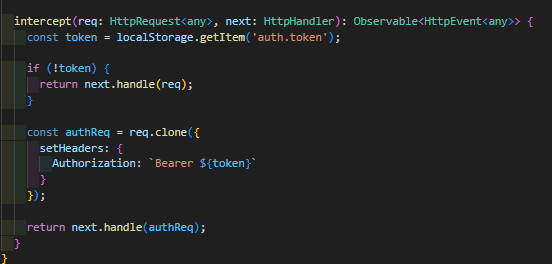 intercept(req: HttpRequest<any>, next: HttpHandler): Observable<HttpEvent<any>> {
const token = localStorage.getItem('auth.token');
if (!token) {
return next.handle(req);
}
const authReq = req.clone({
setHeaders: {
Authorization: `Bearer ${token}`
}
});
return next.handle(authReq);
}
}